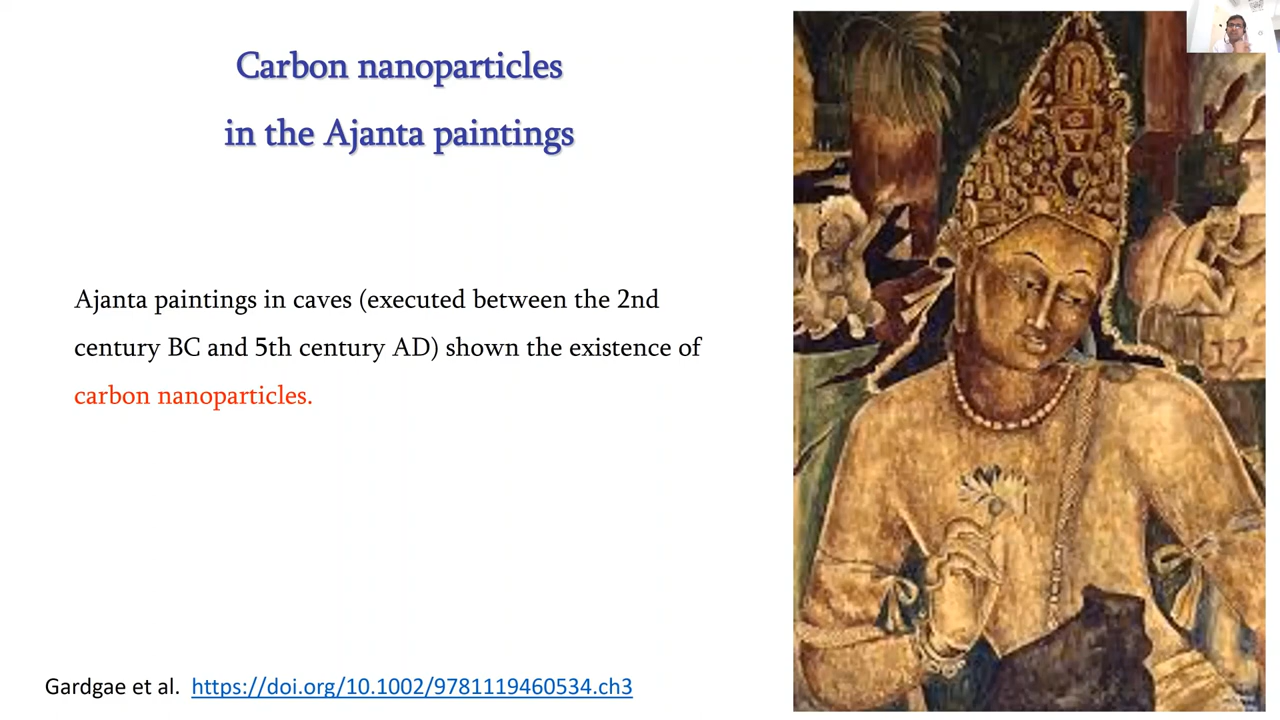 Carbon nanoparticles
in the Ajanta paintings
Ajanta paintings in caves (executed between the 2nd
century BC and 5th century AD) shown the existence of
carbon nanoparticles.
Gardgae et al. https://doi.org/10.1002/9781119460534.ch3